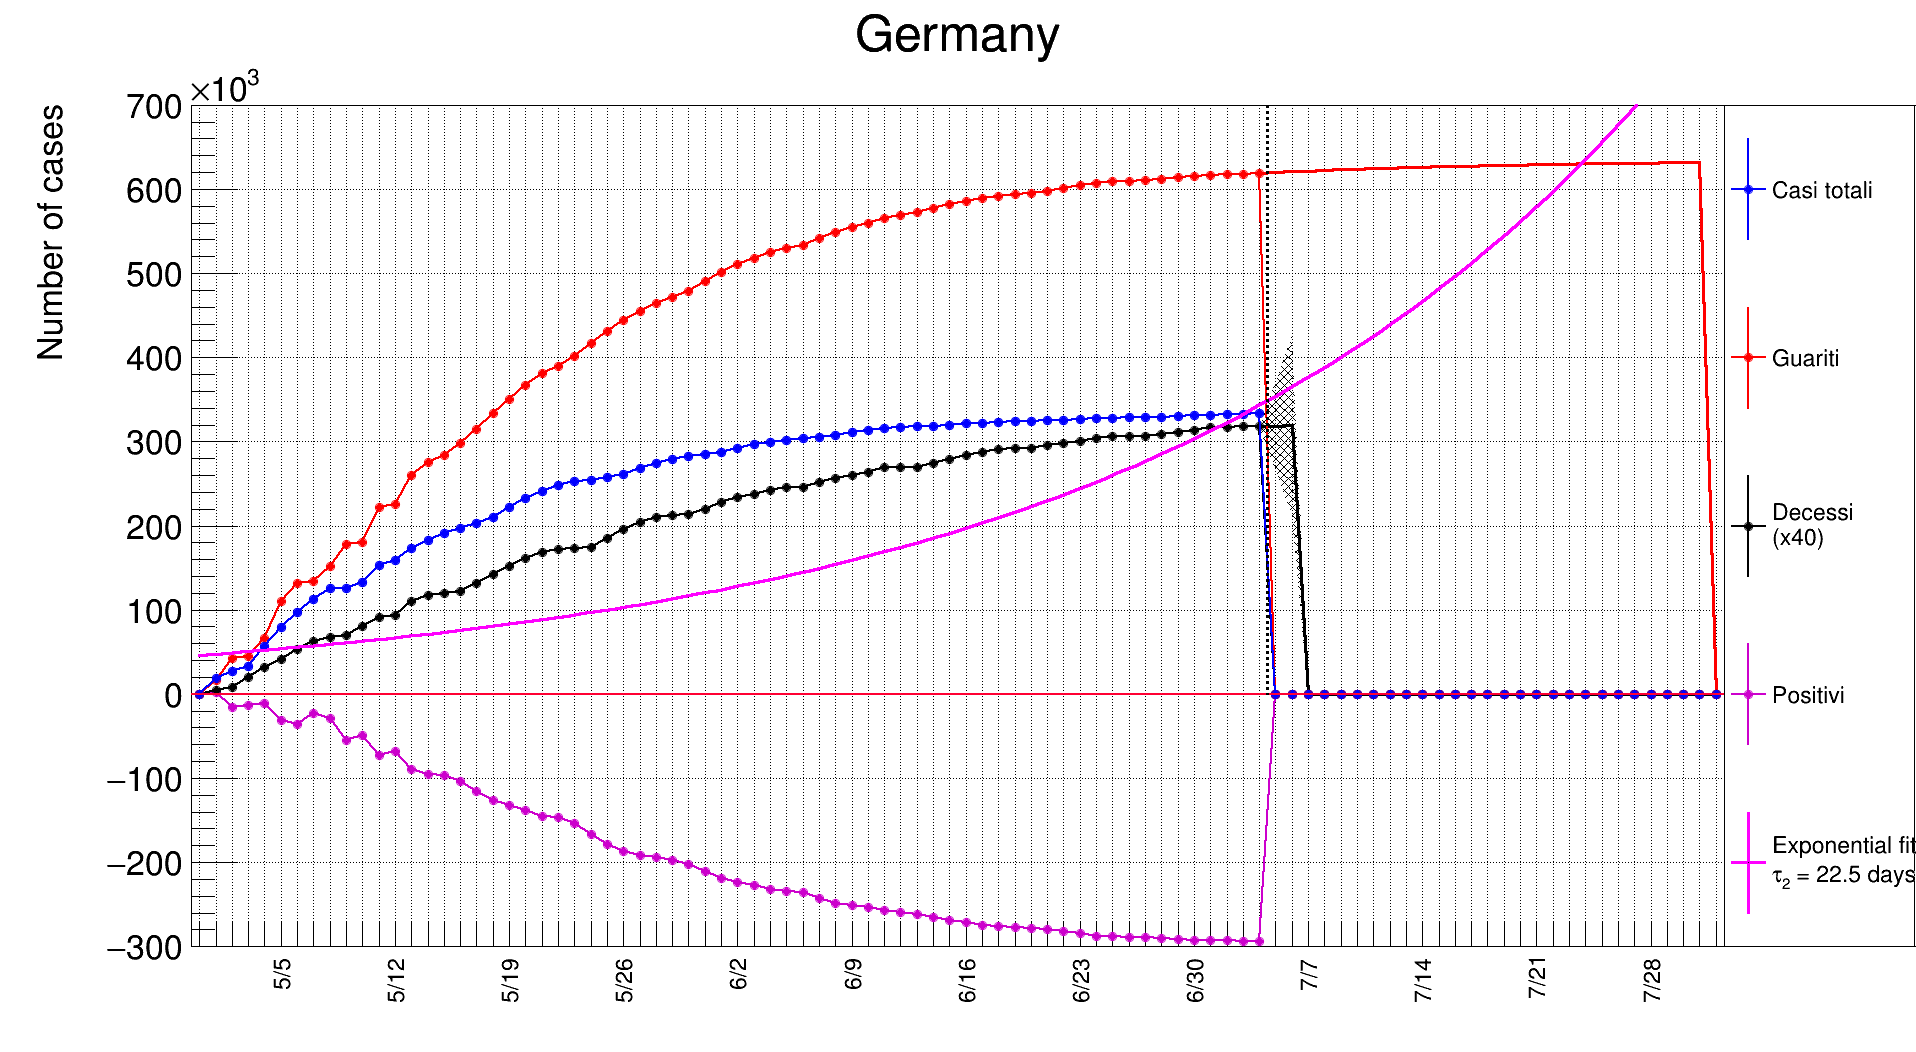 Germany
×10³
Number of cases
700
600
500
400
300
200
100
0
−100
−200
−300
5/5
5/12
5/19
5/26
6/2
6/9
6/16
6/23
6/30
7/7
7/14
7/21
7/28
Casi totali
Guariti
Decessi
(x40)
Positivi
Exponential fit
τ₂ = 22.5 days